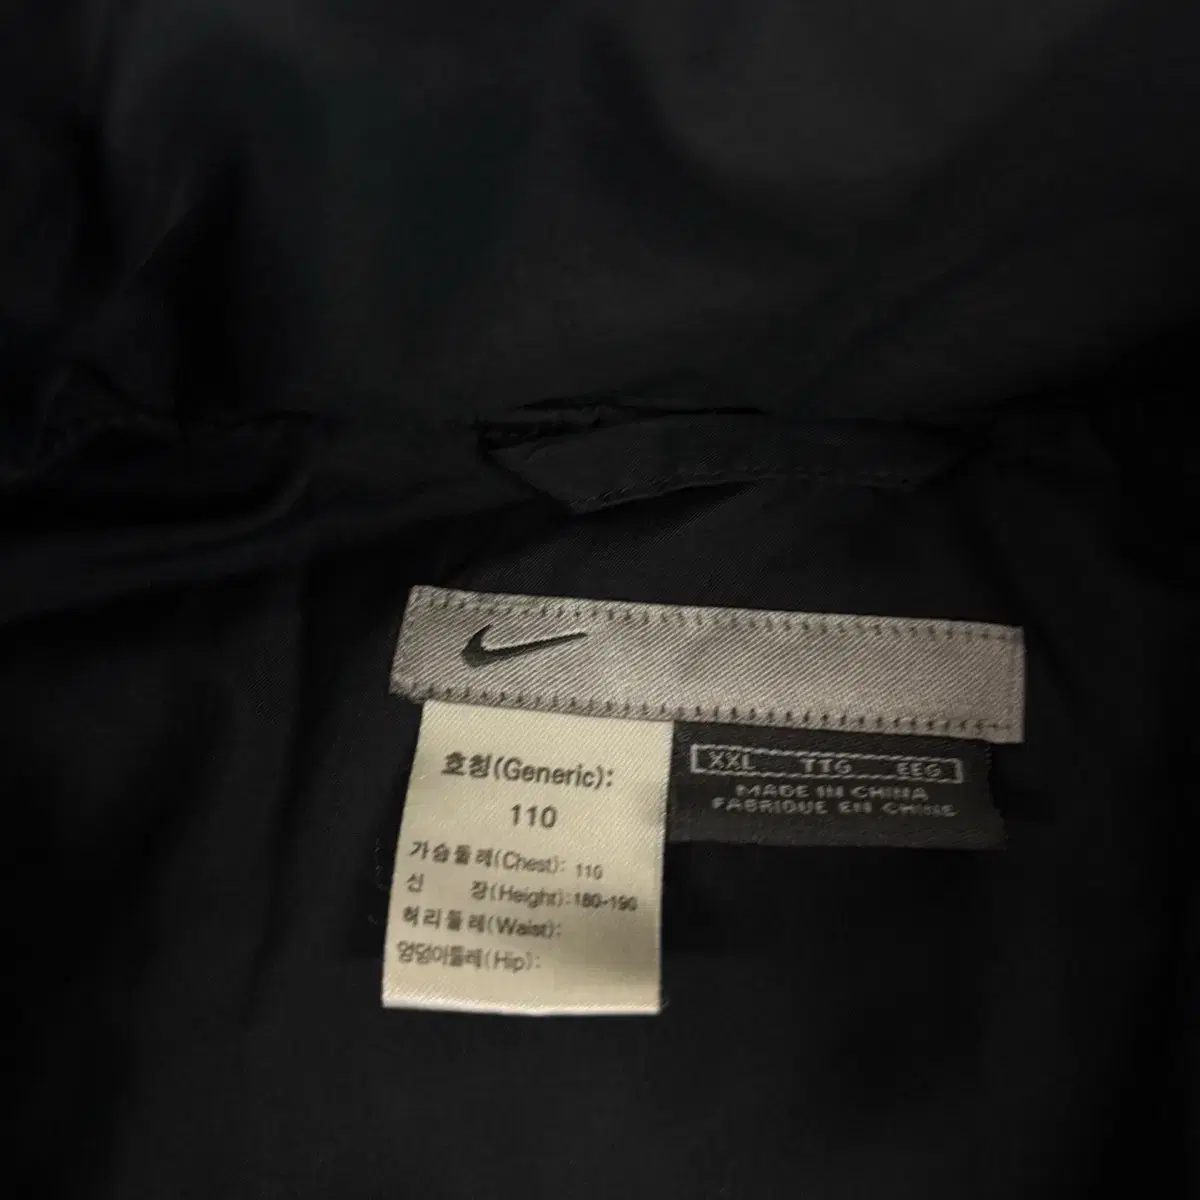 호칭(Generic):
110
가슴둘레(Chest): 110
신 장(Height):180-190
허리둘레(Waist):
엉덩이둘레(Hip):
XXL TTG EEG
MADE IN CHINA
FABRIQUE EN CHINE